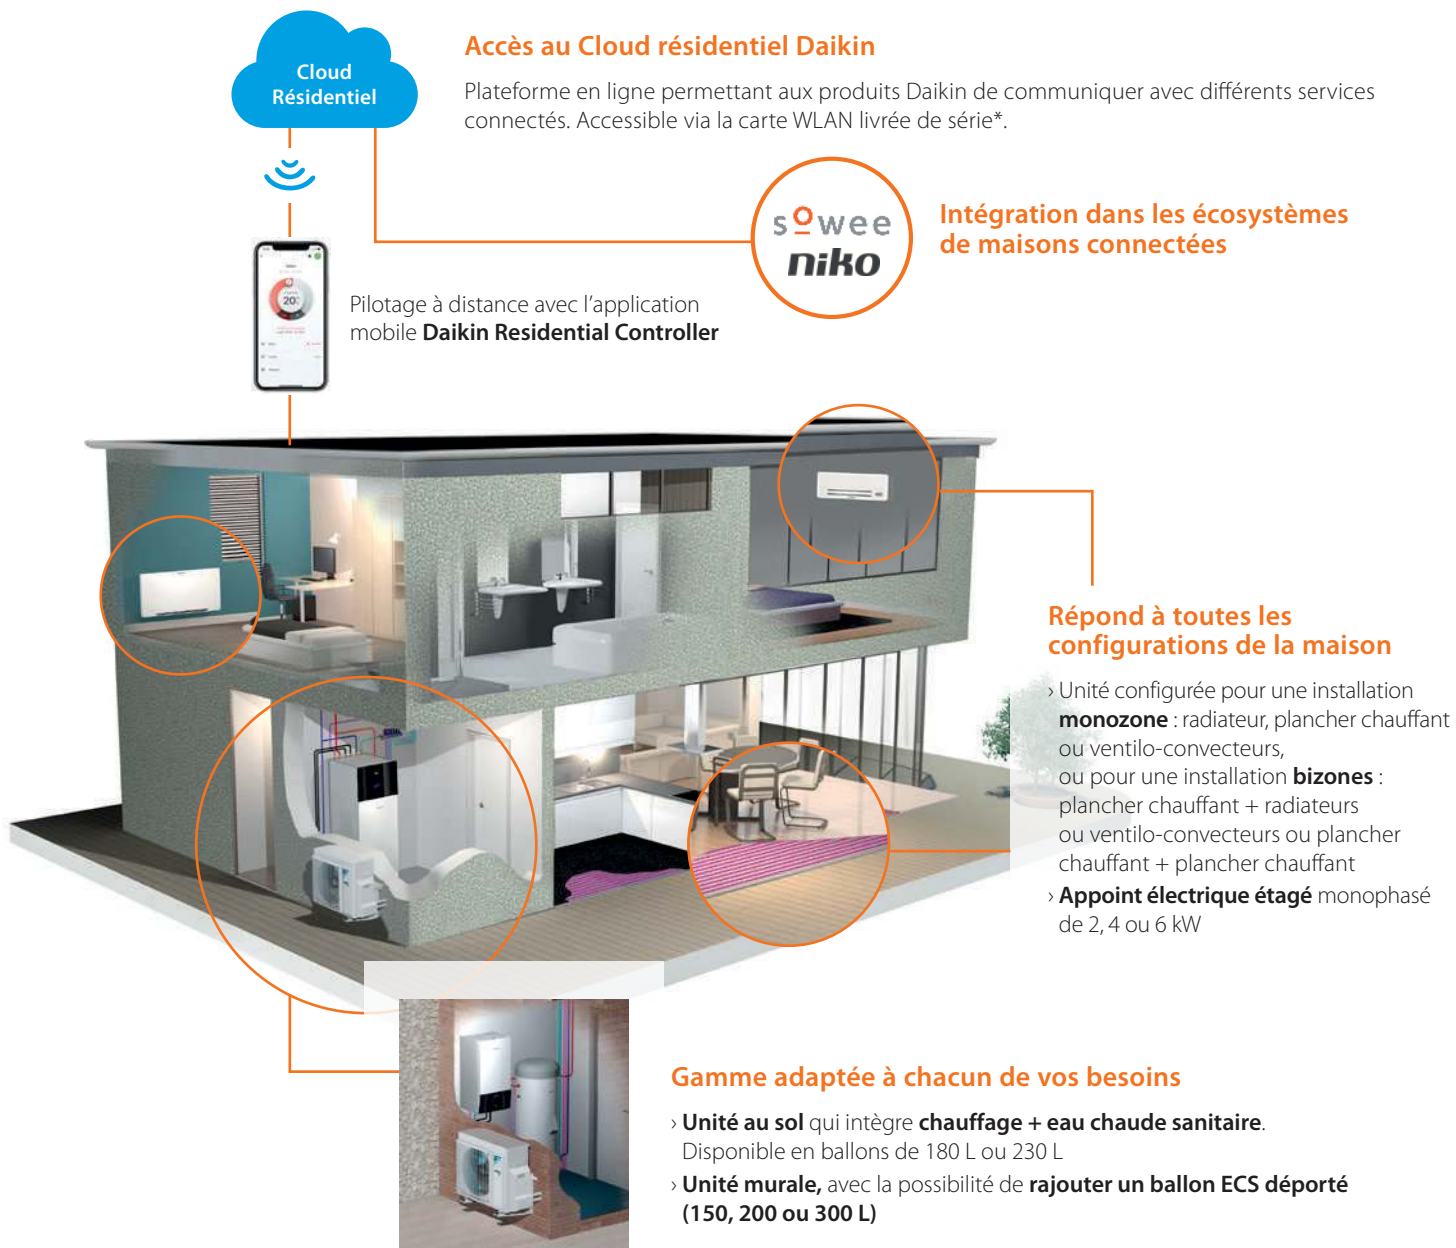 Cloud
Résidentiel
Accès au Cloud résidentiel Daikin
Plateforme en ligne permettant aux produits Daikin de communiquer avec différents services
connectés. Accessible via la carte WLAN livrée de série*.
sowee
niko
Intégration dans les écosystèmes
de maisons connectées
20
Pilotage à distance avec l'application
mobile Daikin Residential Controller
Répond à toutes les
configurations de la maison
› Unité configurée pour une installation
monozone : radiateur, plancher chauffant
ou ventilo-convecteurs,
ou pour une installation bizones :
plancher chauffant + radiateurs
ou ventilo-convecteurs ou plancher
chauffant + plancher chauffant
› Appoint électrique étagé monophasé
de 2, 4 ou 6 kW
Gamme adaptée à chacun de vos besoins
› Unité au sol qui intègre chauffage + eau chaude sanitaire.
Disponible en ballons de 180 L ou 230 L
› Unité murale, avec la possibilité de rajouter un ballon ECS déporté
(150, 200 ou 300 L)